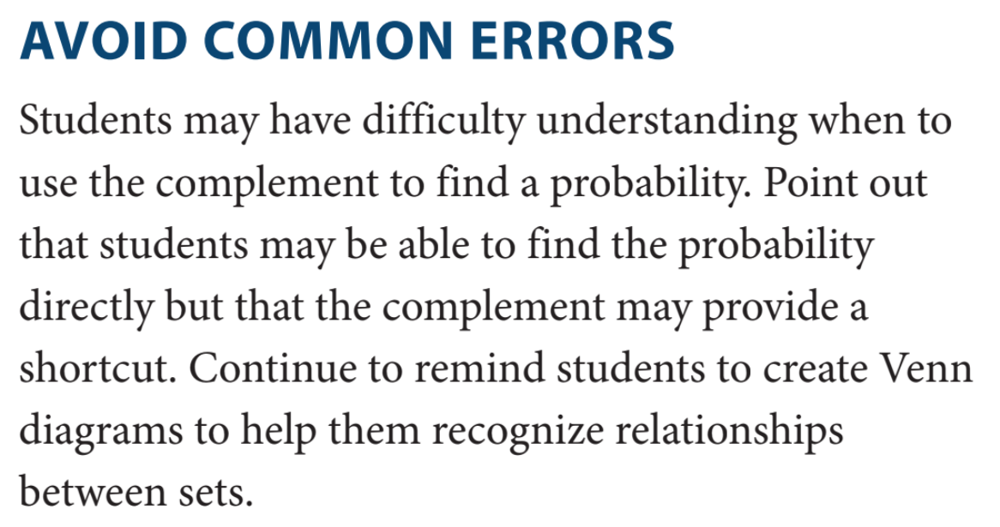 AVOID COMMON ERRORS
Students may have difficulty understanding when to
use the complement to find a probability. Point out
that students may be able to find the probability
directly but that the complement may provide a
shortcut. Continue to remind students to create Venn
diagrams to help them recognize relationships
between sets.